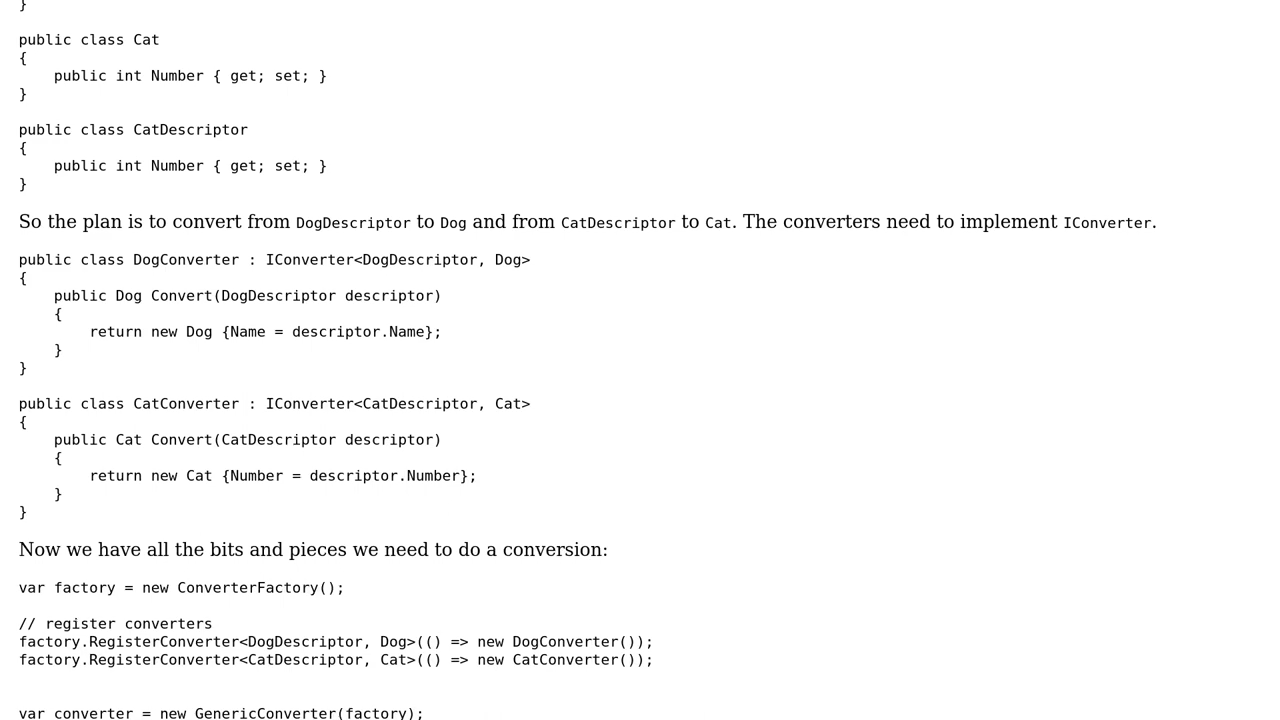 }

public class Cat
{
    public int Number { get; set; }
}

public class CatDescriptor
{
    public int Number { get; set; }
}

So the plan is to convert from DogDescriptor to Dog and from CatDescriptor to Cat. The converters need to implement IConverter.

public class DogConverter : IConverter<DogDescriptor, Dog>
{
    public Dog Convert(DogDescriptor descriptor)
    {
        return new Dog {Name = descriptor.Name};
    }
}

public class CatConverter : IConverter<CatDescriptor, Cat>
{
    public Cat Convert(CatDescriptor descriptor)
    {
        return new Cat {Number = descriptor.Number};
    }
}

Now we have all the bits and pieces we need to do a conversion:

var factory = new ConverterFactory();

// register converters
factory.RegisterConverter<DogDescriptor, Dog>(() => new DogConverter());
factory.RegisterConverter<CatDescriptor, Cat>(() => new CatConverter());


var converter = new GenericConverter(factory);